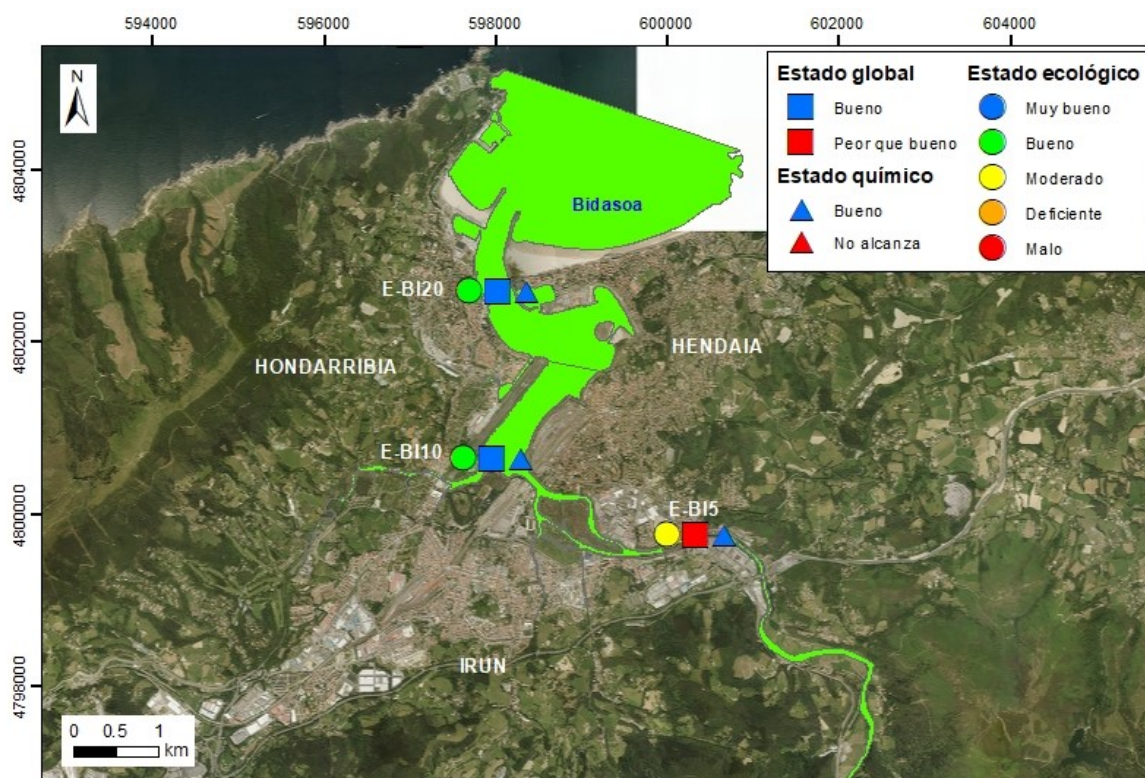 594000 596000 598000 600000 602000 604000
N
Estado global
Bueno
Peor que bueno
Estado químico
Bueno
No alcanza
Estado ecológico
Muy bueno
Bueno
Moderado
Deficiente
Malo
4804000
Bidasoa
E-BI20
4802000
HONDARRIBIA
HENDAIA
E-BI10
4800000
E-BI5
IRUN
4798000
0 0.5 1
km